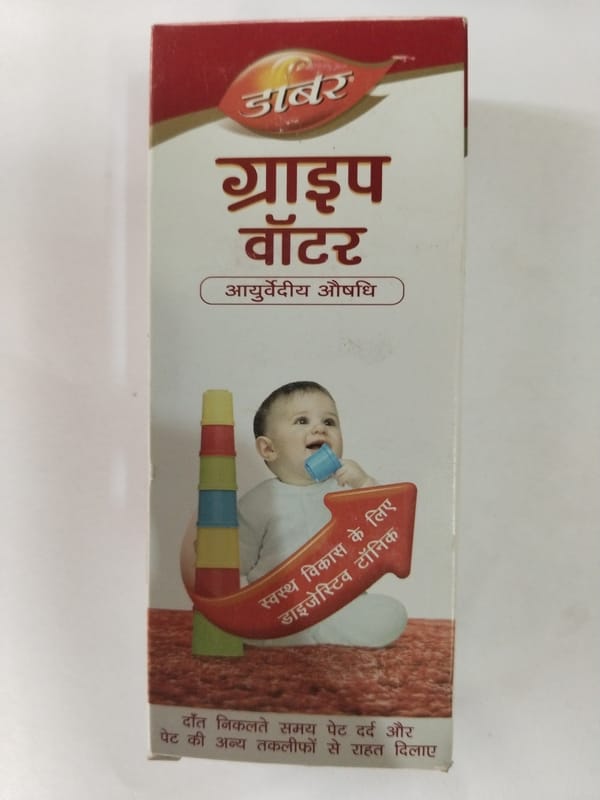 डाबर
ग्राइप
वॉटर
आयुर्वेदीय औषधि
स्वस्थ विकास के लिए
डाइजेस्टिव टॉनिक
दाँत निकलते समय पेट दर्द और
पेट की अन्य तकलीफों से राहत दिलाए